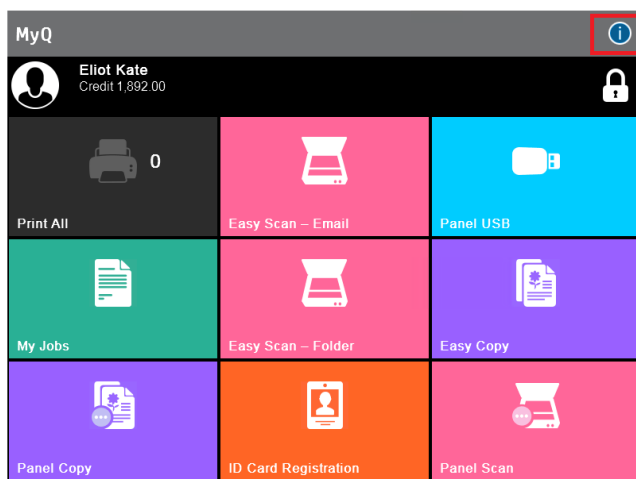 MyQ
Eliot Kate
Credit 1,892.00
0
Print All
Easy Scan – Email
Panel USB
My Jobs
Easy Scan – Folder
Easy Copy
Panel Copy
ID Card Registration
Panel Scan